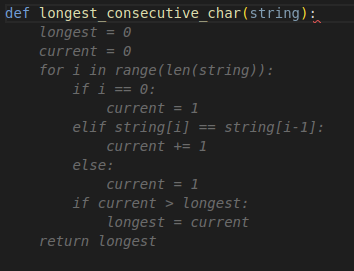 def longest_consecutive_char(string):
    longest = 0
    current = 0
    for i in range(len(string)):
        if i == 0:
            current = 1
        elif string[i] == string[i-1]:
            current += 1
        else:
            current = 1
        if current > longest:
            longest = current
    return longest